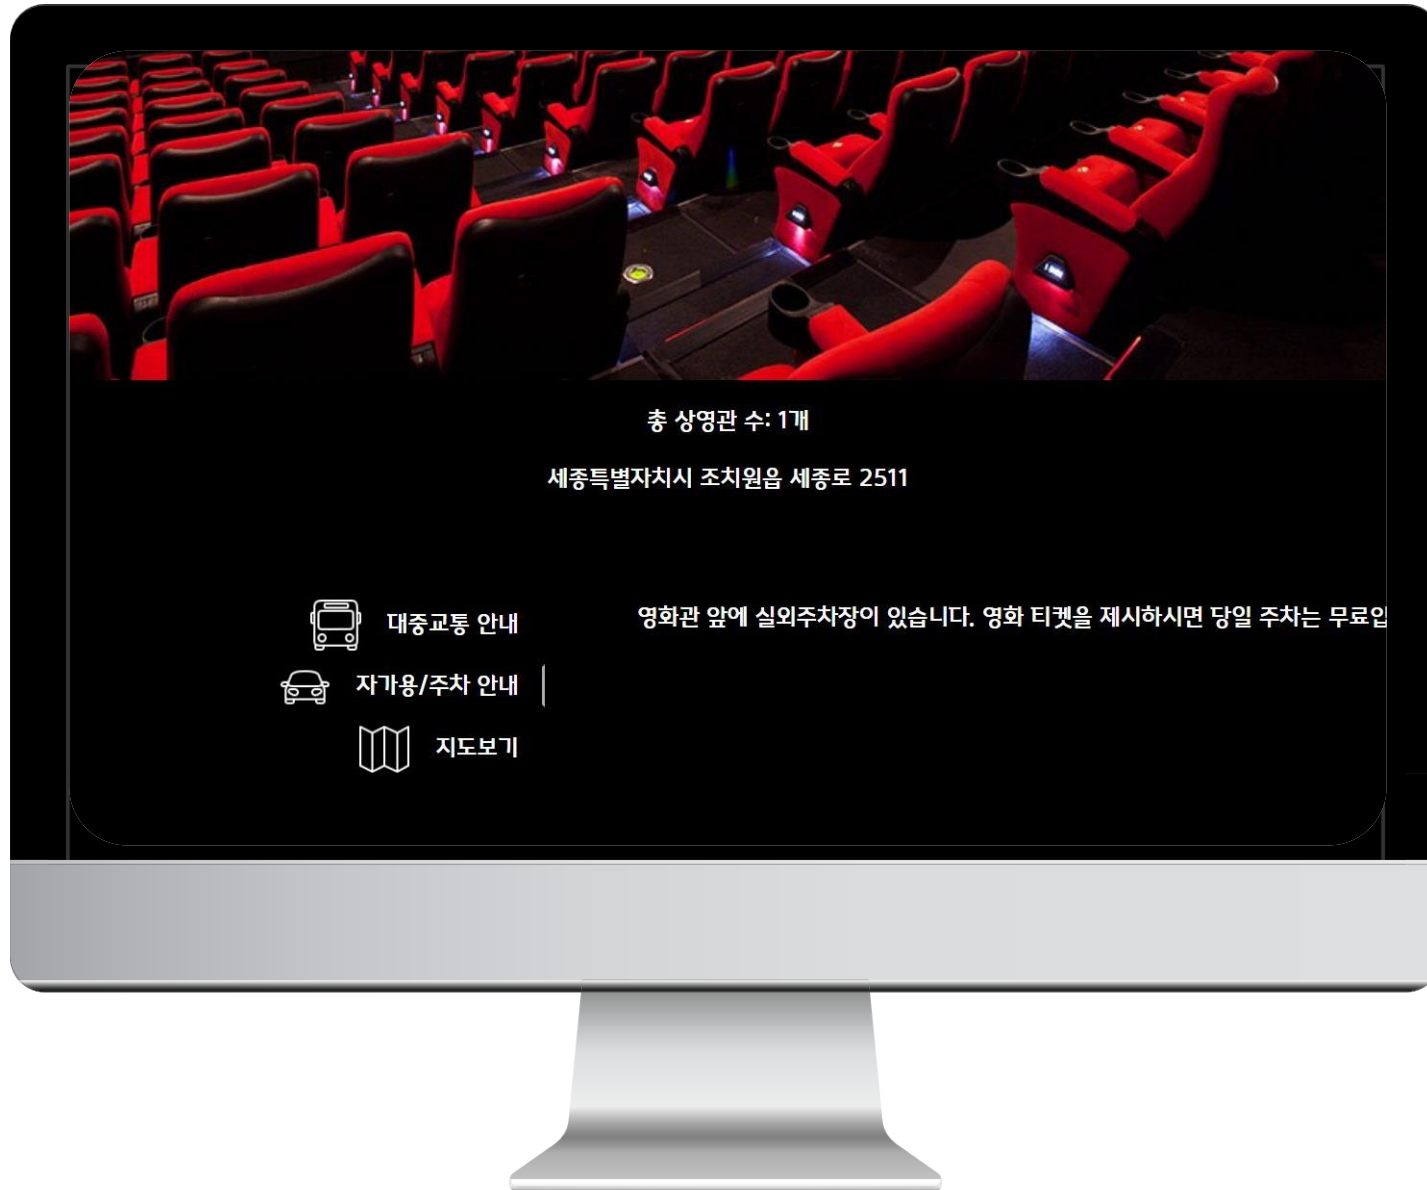 총 상영관 수: 1개
세종특별자치시 조치원읍 세종로 2511
대중교통 안내
영화관 앞에 실외주차장이 있습니다. 영화 티켓을 제시하시면 당일 주차는 무료입
자가용/주차 안내
지도보기